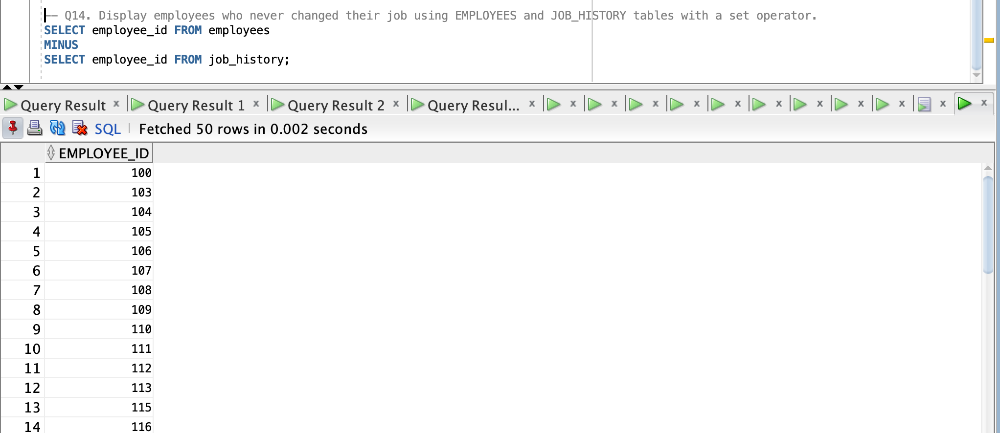 -- Q14. Display employees who never changed their job using EMPLOYEES and JOB_HISTORY tables with a set operator.
SELECT employee_id FROM employees
MINUS
SELECT employee_id FROM job_history;
Query Result x Query Result 1 x Query Result 2 x Query Resul... x x x x x x x x x x x x
SQL Fetched 50 rows in 0.002 seconds
EMPLOYEE_ID
1 100
2 103
3 104
4 105
5 106
6 107
7 108
8 109
9 110
10 111
11 112
12 113
13 115
14 116